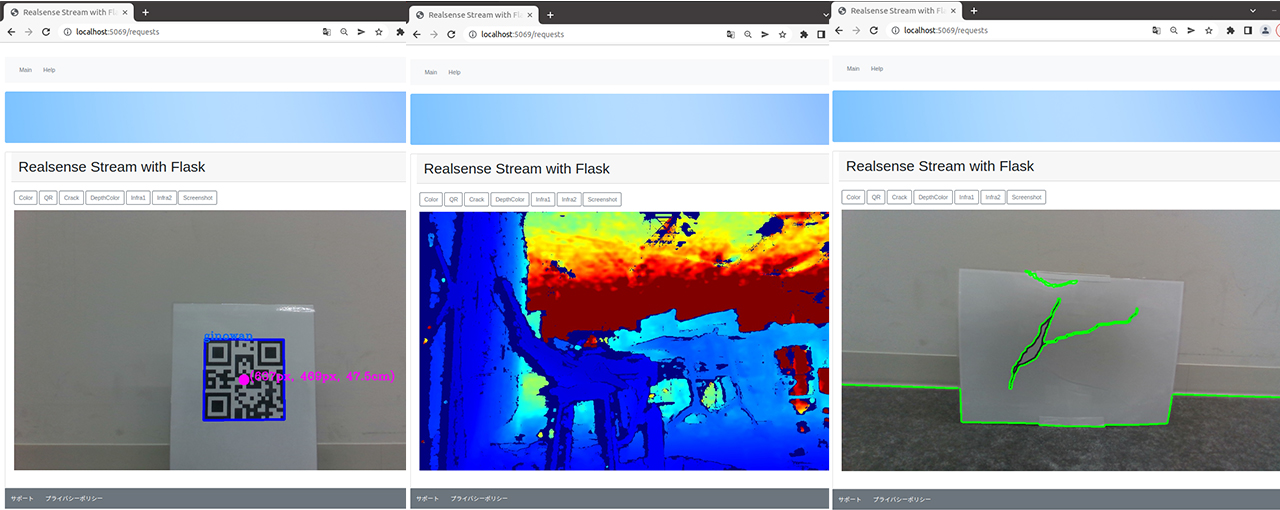 Realsense Stream with Fl
localhost:5069/requests
Main Help
Realsense Stream with Flask
Color QR Crack DepthColor Infra1 Infra2 Screenshot
ginowan
469px, 47.5cm)
サポート プライバシーポリシー
Realsense Stream with Fl
localhost:5069/requests
Main Help
Realsense Stream with Flask
Color QR Crack DepthColor Infra1 Infra2 Screenshot
サポート プライバシーポリシー
Realsense Stream with Fl
localhost:5069/requests
Main Help
Realsense Stream with Flask
Color QR Crack DepthColor Infra1 Infra2 Screenshot
サポート プライバシーポリシー